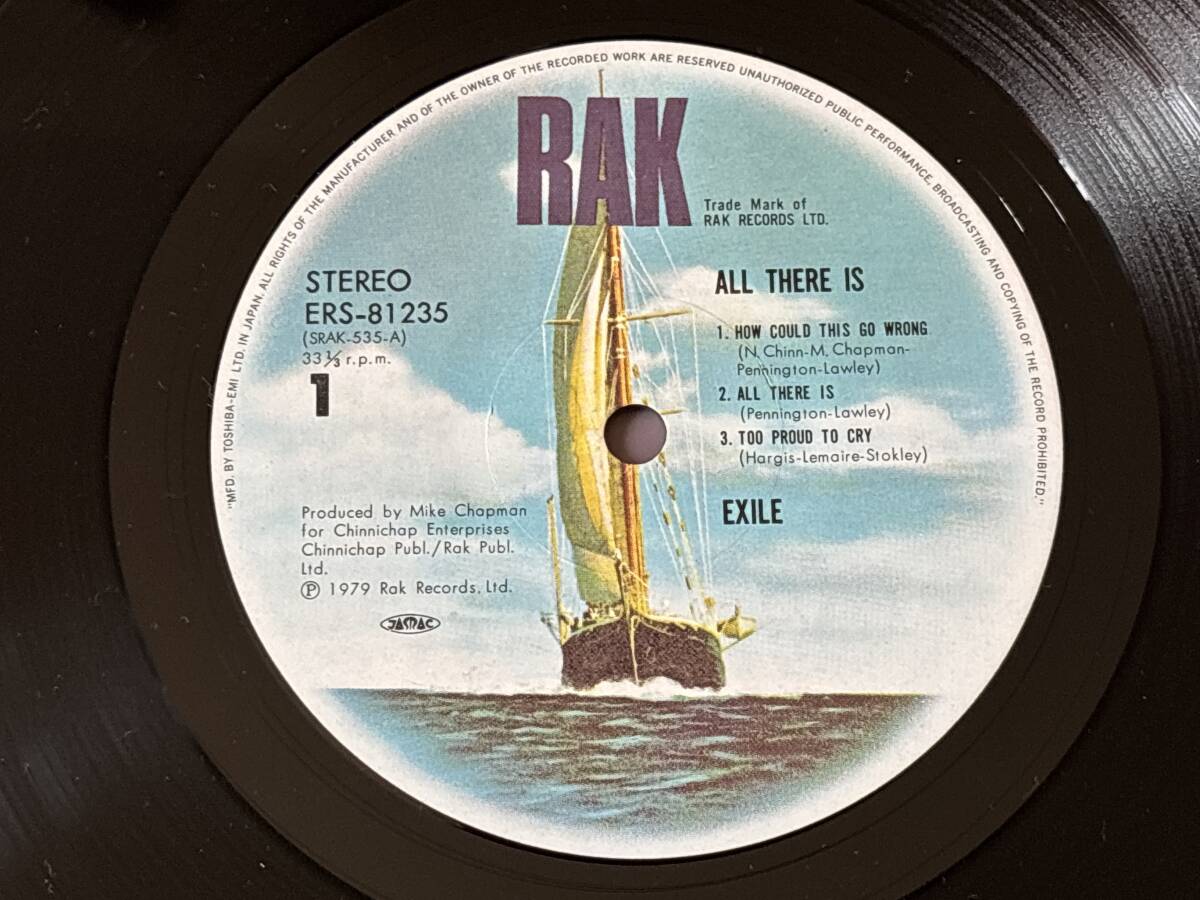 "MFD. BY TOSHIBA-EMI LTD. IN JAPAN. ALL RIGHTS OF THE MANUFACTURER AND OF THE OWNER OF THE RECORDED WORK ARE RESERVED UNAUTHORIZED PUBLIC PERFORMANCE, BROADCASTING AND COPYING OF THE RECORD PROHIBITED."
RAK
Trade Mark of
RAK RECORDS LTD.
STEREO
ERS-81235
(SRAK-535-A)
33 1/3 r.p.m.
1
ALL THERE IS
1. HOW COULD THIS GO WRONG
(N. Chinn-M. Chapman-
Pennington-Lawley)
2. ALL THERE IS
(Pennington-Lawley)
3. TOO PROUD TO CRY
(Hargis-Lemaire-Stokley)
EXILE
Produced by Mike Chapman
for Chinnichap Enterprises
Chinnichap Publ./Rak Publ.
Ltd.
Ⓟ 1979 Rak Records, Ltd.
JASRAC